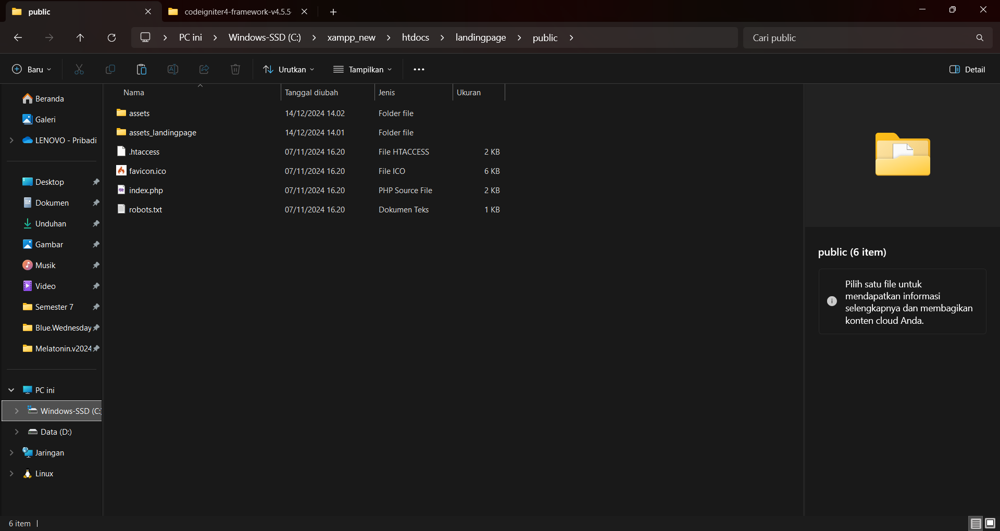 public
codeigniter4-framework-v4.5.5-
PC ini
Windows-SSD (C:)
xampp_new
htdocs
landingpage
public
Cari public
Baru
Urutkan
Tampilkan
Detail
Nama
Tanggal diubah
Jenis
Ukuran
assets 14/12/2024 14.02 Folder file
assets_landingpage 14/12/2024 14.01 Folder file
.htaccess 07/11/2024 16.20 File HTACCESS 2 KB
favicon.ico 07/11/2024 16.20 File ICO 6 KB
index.php 07/11/2024 16.20 PHP Source File 2 KB
robots.txt 07/11/2024 16.20 Dokumen Teks 1 KB
Beranda
Galeri
LENOVO - Pribadi
Desktop
Dokumen
Unduhan
Gambar
Musik
Video
Semester 7
Blue.Wednesday
Melatonin.v2024
PC ini
Windows-SSD (C:
Data (D:)
Jaringan
Linux
public (6 item)
Pilih satu file untuk
mendapatkan informasi
selengkapnya dan membagikan
konten cloud Anda.
6 item